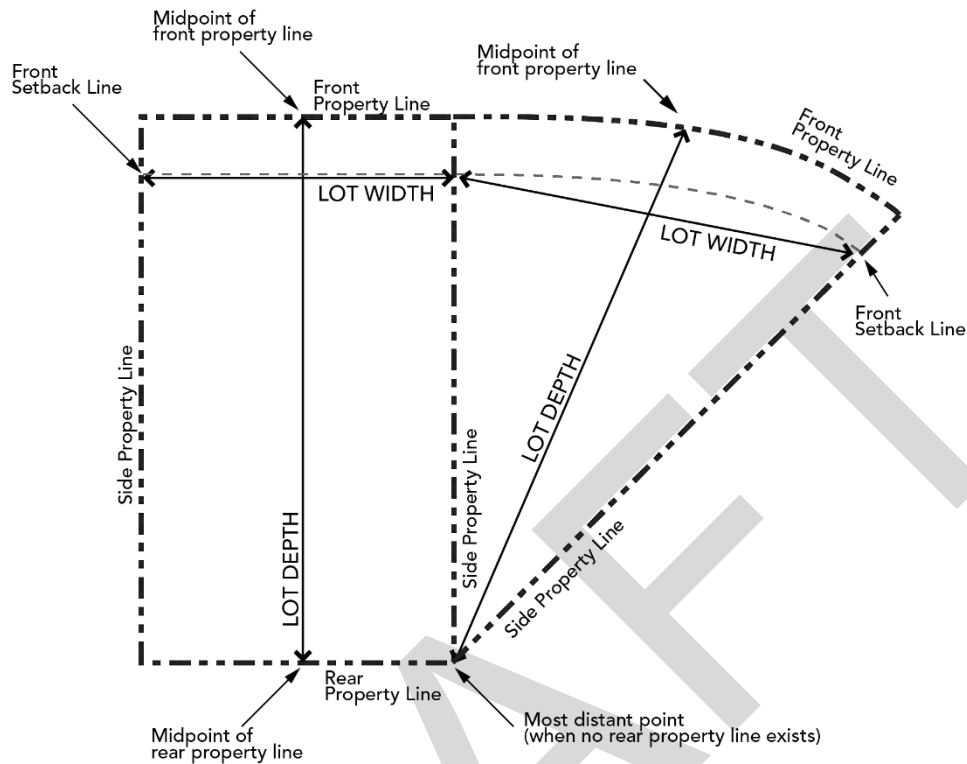 Midpoint of
front property line
Midpoint of
front property line
Front
Setback Line
Front
Property Line
Front
Property Line
LOT WIDTH
LOT WIDTH
Front
Setback Line
Side Property Line
LOT DEPTH
Side Property Line
LOT DEPTH
Side Property Line
Rear
Property Line
Midpoint of
rear property line
Most distant point
(when no rear property line exists)
AFT